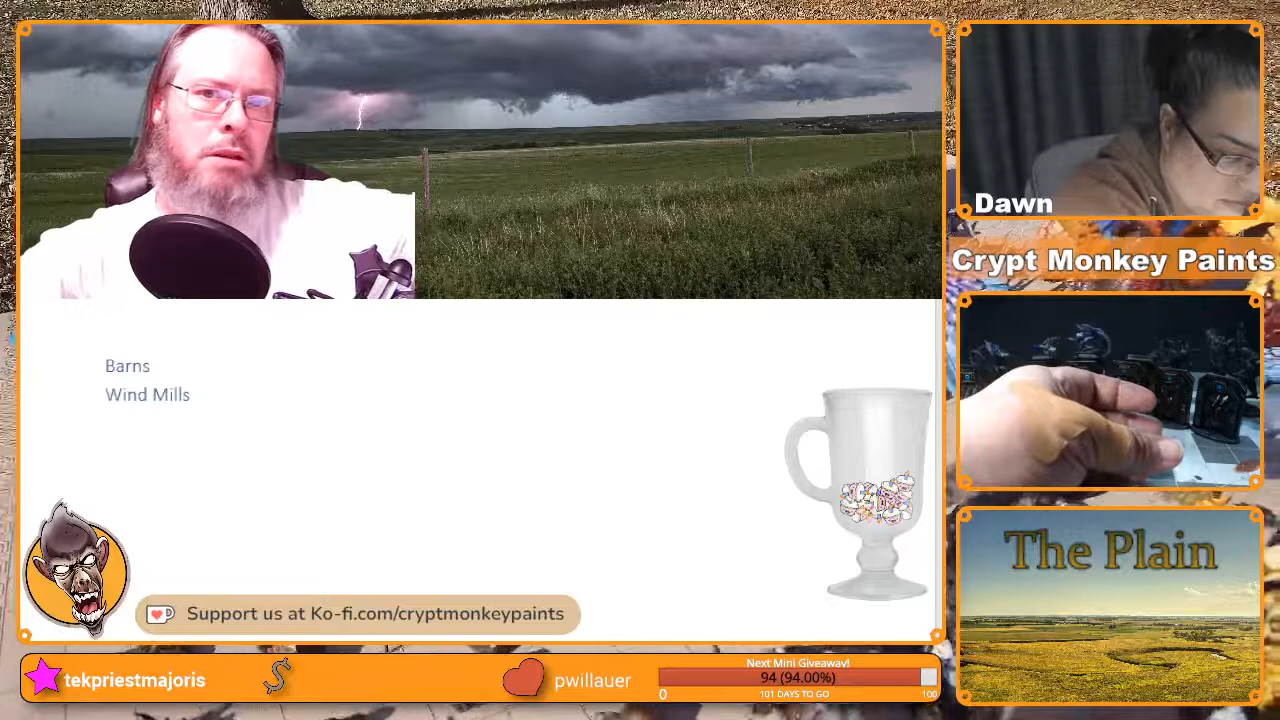 Dawn
Crypt Monkey Paints
Barns
Wind Mills
The Plain
Support us at Ko-fi.com/cryptmonkeypaints
tekpriestmajoris
pwillauer
Next Mini Giveaway!
94 (94.00%)
0
101 DAYS TO GO
100